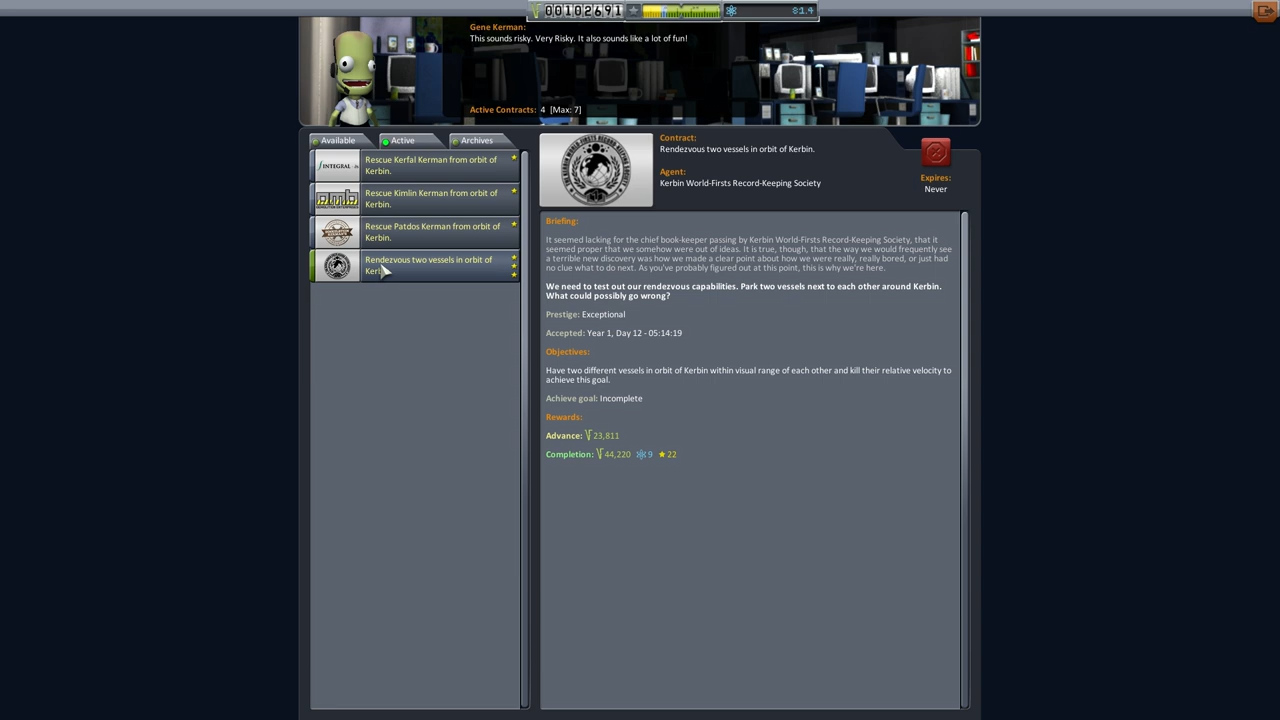 00102691
81.4
Gene Kerman:
This sounds risky. Very Risky. It also sounds like a lot of fun!
Active Contracts: 4 [Max: 7]
Available Active Archives
INTEGRAL
Rescue Kerfal Kerman from orbit of
Kerbin.
Rescue Kimlin Kerman from orbit of
Kerbin.
Rescue Patdos Kerman from orbit of
Kerbin.
Rendezvous two vessels in orbit of
Contract:
Rendezvous two vessels in orbit of Kerbin.
Agent:
Kerbin World-Firsts Record-Keeping Society
Expires:
Never
Briefing:
It seemed lacking for the chief book-keeper passing by Kerbin World-Firsts Record-Keeping Society, that it
seemed proper that we somehow were out of ideas. It is true, though, that the way we would frequently see
a terrible new discovery was how we made a clear point about how we were really, really bored, or just had
no clue what to do next. As you've probably figured out at this point, this is why we're here.
We need to test out our rendezvous capabilities. Park two vessels next to each other around Kerbin.
What could possibly go wrong?
Prestige: Exceptional
Accepted: Year 1, Day 12 - 05:14:19
Objectives:
Have two different vessels in orbit of Kerbin within visual range of each other and kill their relative velocity to
achieve this goal.
Achieve goal: Incomplete
Rewards:
Advance: 23,811
Completion: 44,220 9 22